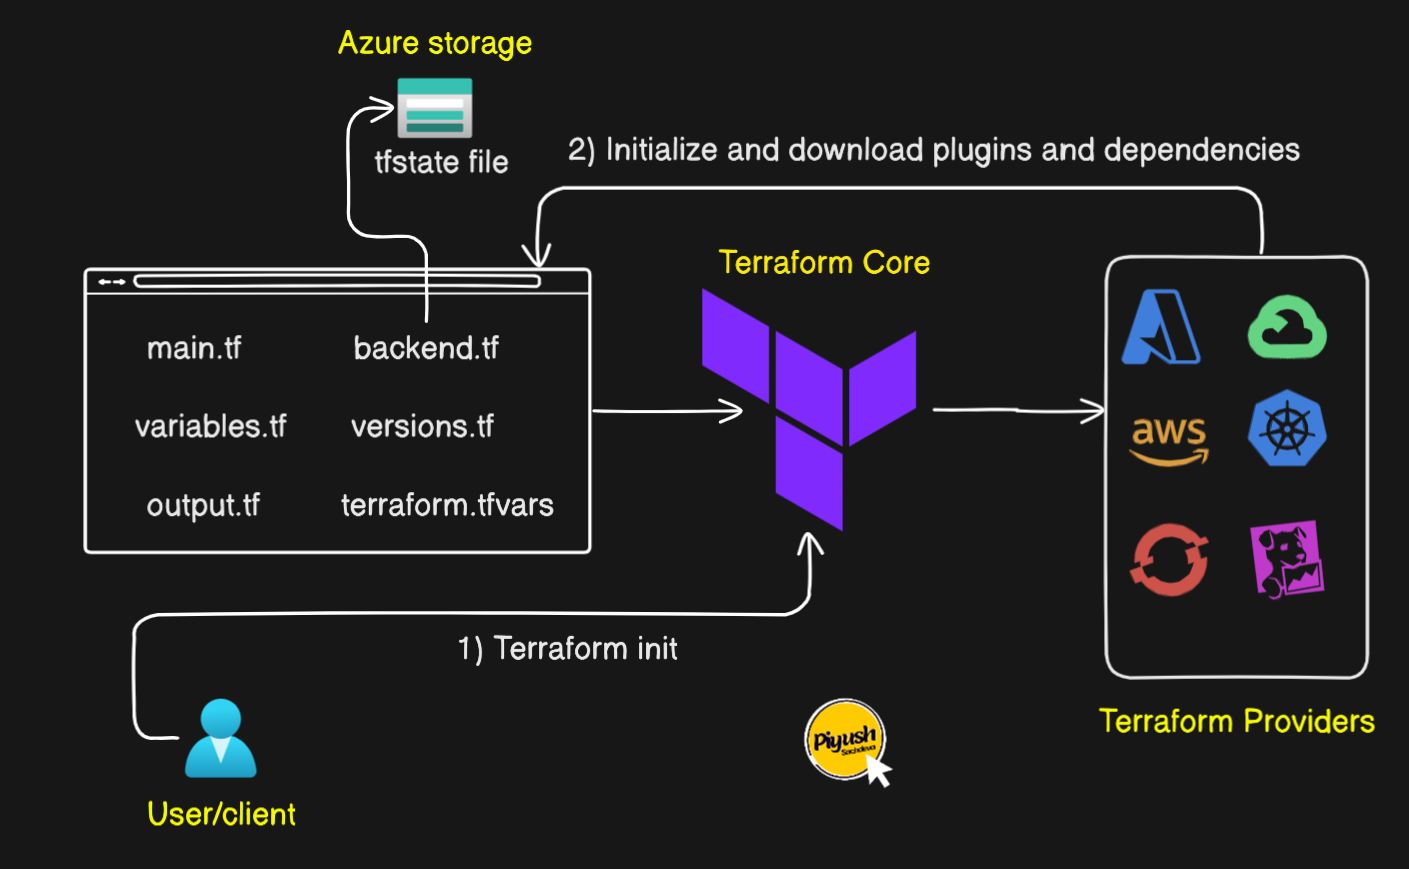 Azure storage
tfstate file
2) Initialize and download plugins and dependencies
Terraform Core
main.tf
backend.tf
variables.tf
versions.tf
output.tf
terraform.tfvars
aws
1) Terraform init
Piyush
Sachdeva
Terraform Providers
User/client